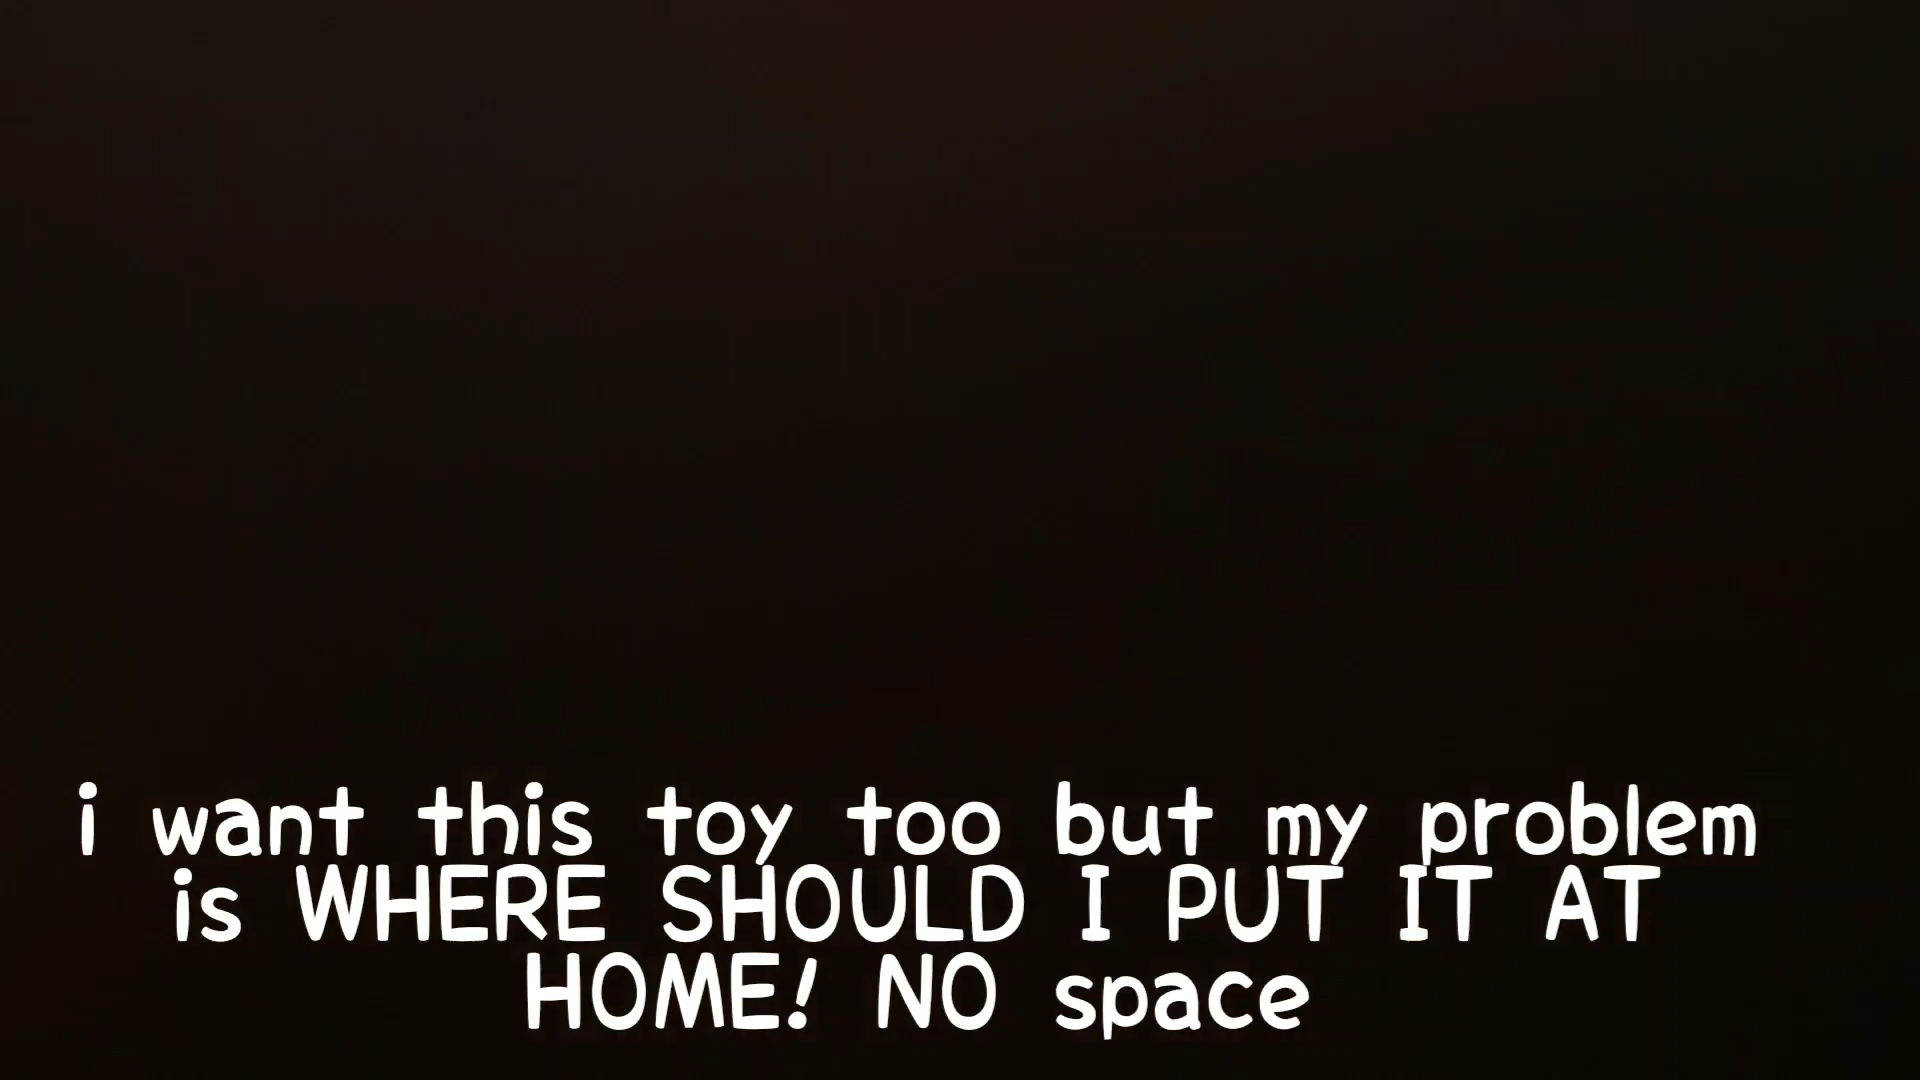 i want this toy too but my problem
is WHERE SHOULD I PUT IT AT
HOME! NO space